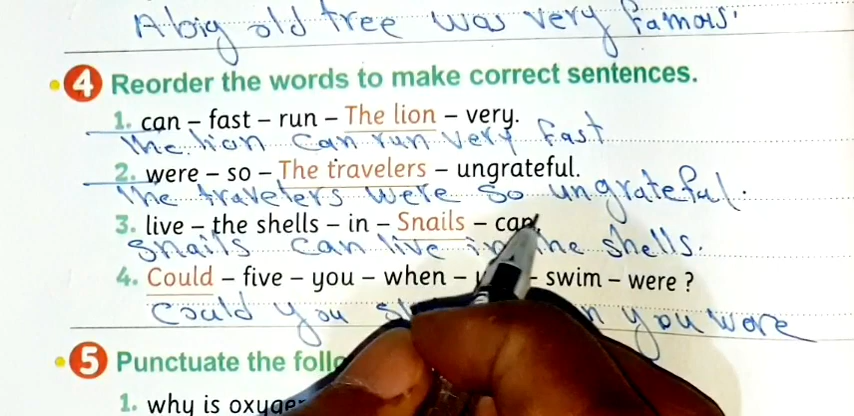 A big old tree was very famous.
4 Reorder the words to make correct sentences.
1. can – fast – run – The lion – very.
The lion can run very fast
2. were – so – The travelers – ungrateful.
The travelers were so ungrateful.
3. live – the shells – in – Snails – can.
Snails can live in the shells.
4. Could – five – you – when – – swim – were ?
Could you you were
5 Punctuate the
1. why is